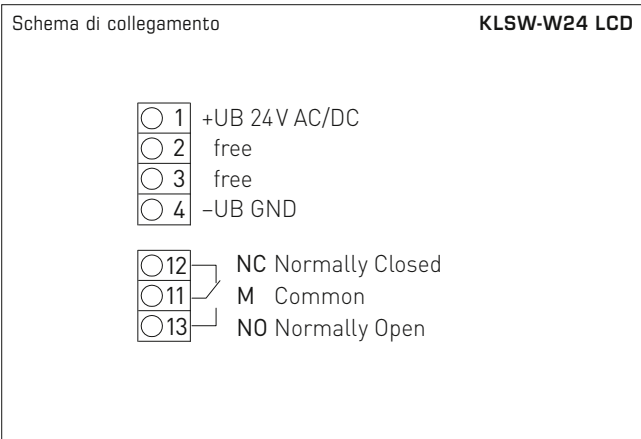 Schema di collegamento KLSW-W24 LCD
1 +UB 24V AC/DC
2 free
3 free
4 –UB GND
12 NC Normally Closed
11 M Common
13 NO Normally Open